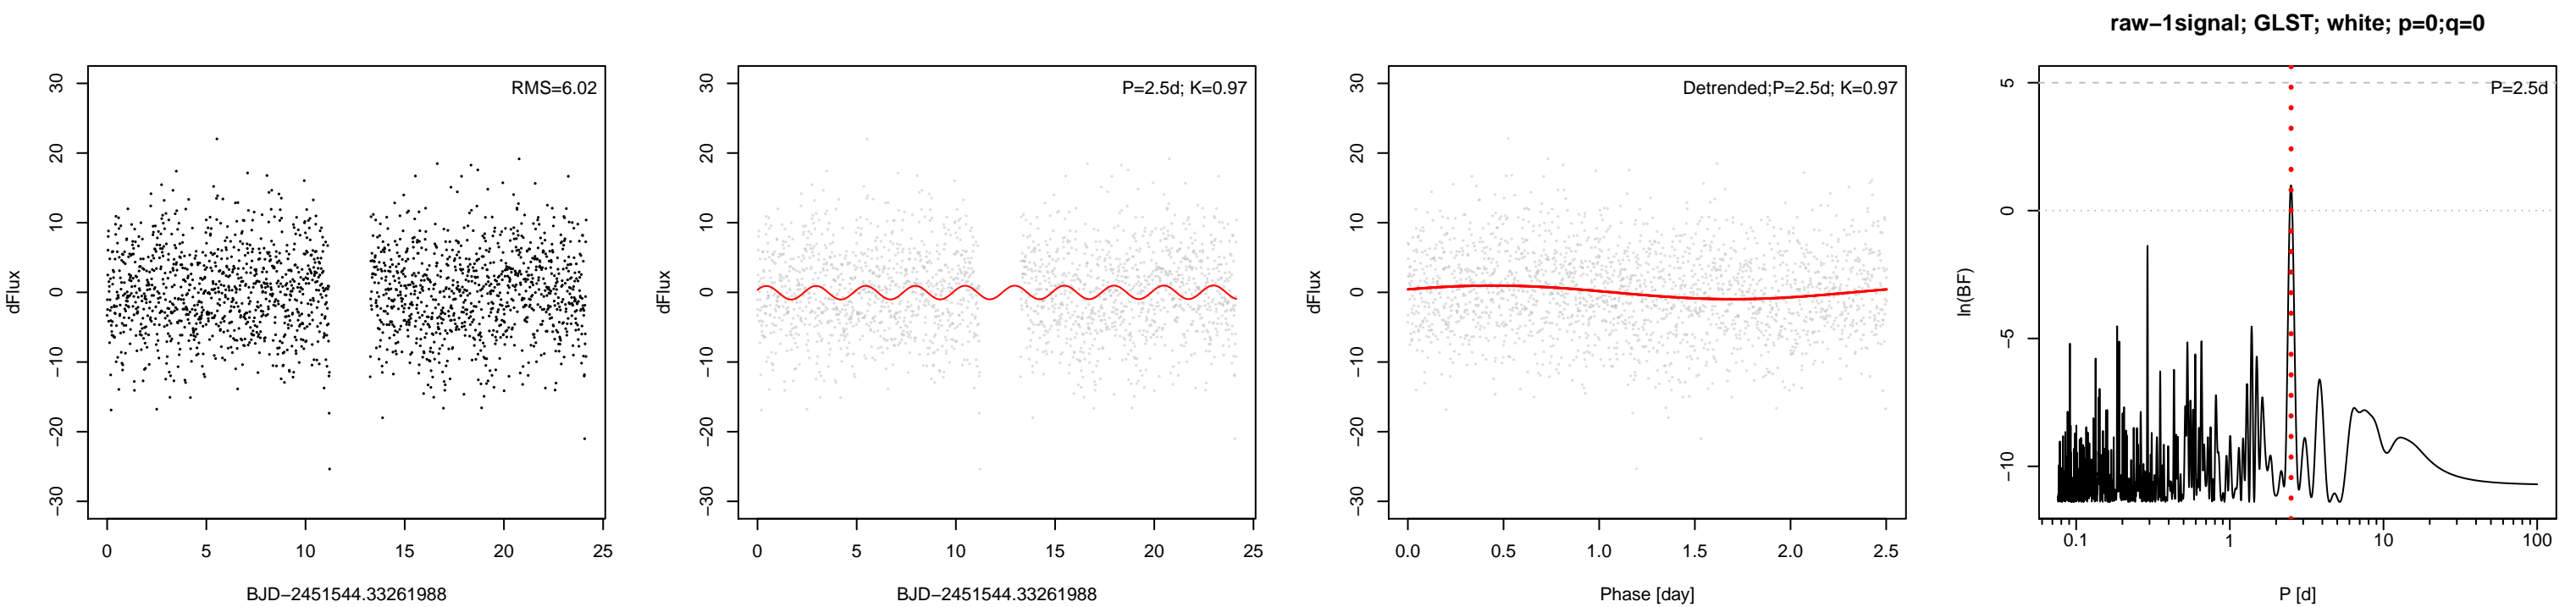 raw−1signal; GLST; white; p=0;q=0
RMS=6.02
30
20
10
0
−10
−20
−30
dFlux
0 5 10 15 20 25
BJD−2451544.33261988
P=2.5d; K=0.97
30
20
10
0
−10
−20
−30
dFlux
0 5 10 15 20 25
BJD−2451544.33261988
Detrended;P=2.5d; K=0.97
30
20
10
0
−10
−20
−30
dFlux
0.0 0.5 1.0 1.5 2.0 2.5
Phase [day]
P=2.5d
5
0
−5
−10
ln(BF)
0.1 1 10 100
P [d]